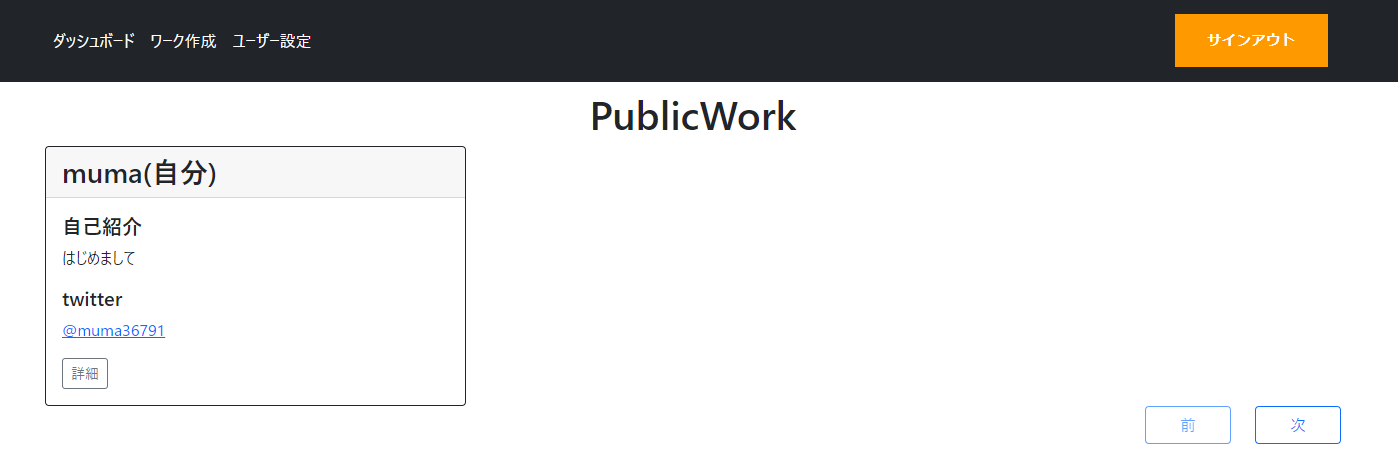 ダッシュボード ワーク作成 ユーザー設定 サインアウト
PublicWork
muma(自分)
自己紹介
はじめまして
twitter
@muma36791
詳細
前 次